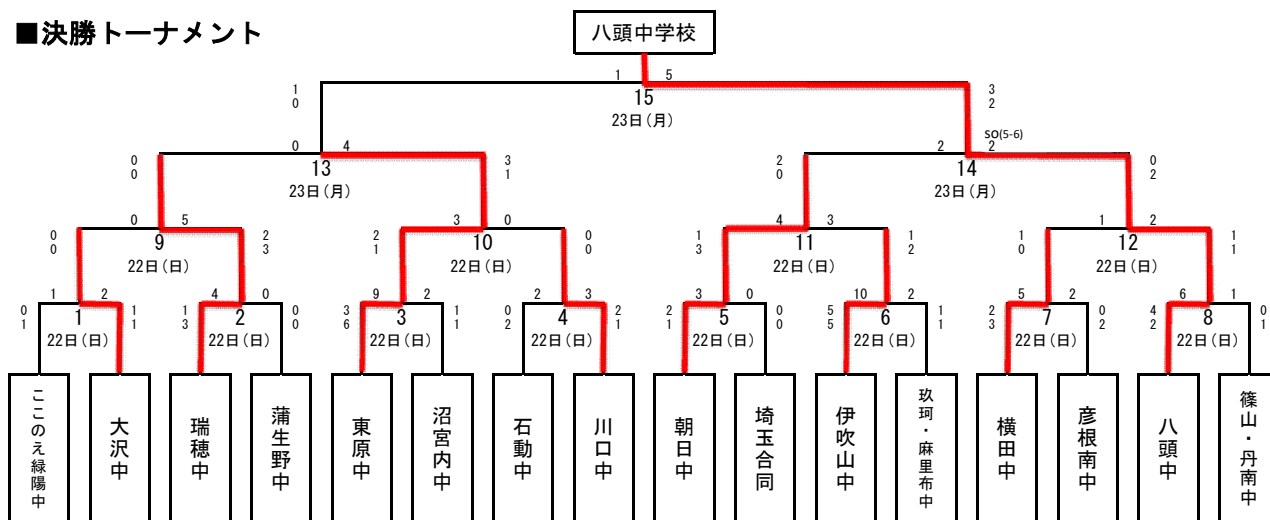 ■決勝トーナメント
八頭中学校
1 5
1 3
0 2
15
23日(月)
SO(5-6)
0 4 2 2
0 3 2 0
0 1 0 2
13 14
23日(月) 23日(月)
0 5 3 0 4 3 1 2
0 2 2 0 1 1 1 1
0 3 1 0 3 2 0 1
9 10 11 12
22日(日) 22日(日) 22日(日) 22日(日)
1 2 4 0 9 2 2 3 3 0 10 2 5 2 6 1
0 1 1 0 3 1 0 2 2 0 5 1 2 0 4 0
1 1 3 0 6 1 2 1 1 0 5 1 3 2 2 1
1 2 3 4 5 6 7 8
22日(日) 22日(日) 22日(日) 22日(日) 22日(日) 22日(日) 22日(日) 22日(日)
ここのえ緑陽中
大沢中
瑞穂中
蒲生野中
東原中
沼宮内中
石動中
川口中
朝日中
埼玉合同
伊吹山中
玖珂・麻里布中
横田中
彦根南中
八頭中
篠山・丹南中